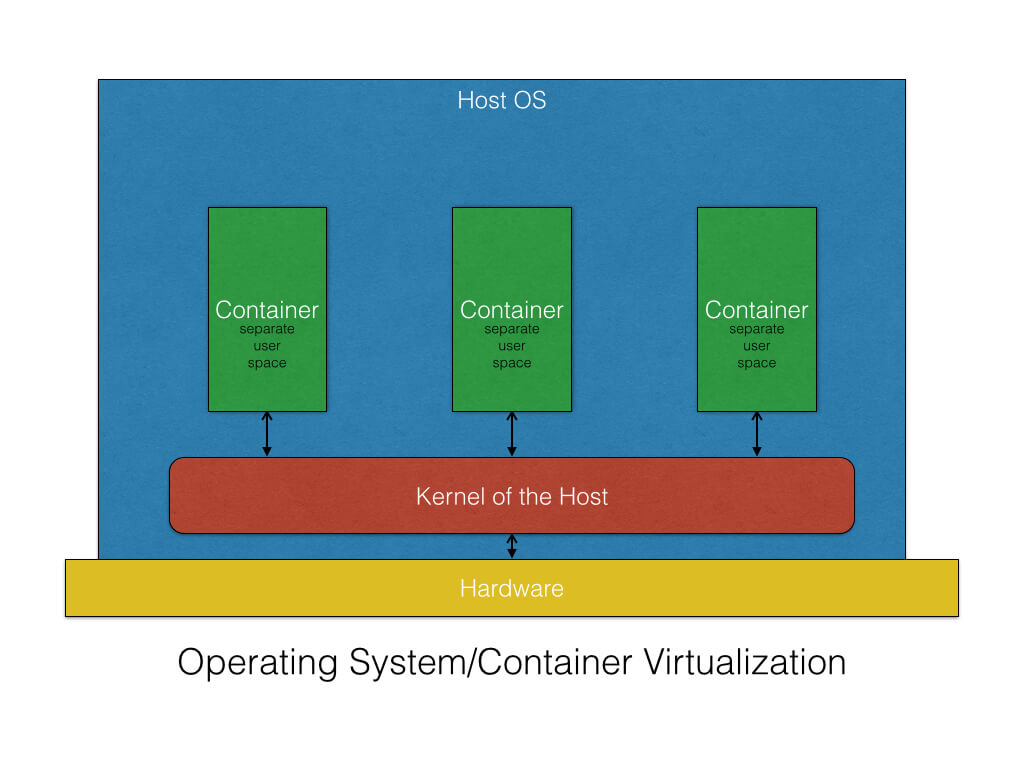 Host OS
Container
separate
user
space
Container
separate
user
space
Container
separate
user
space
Kernel of the Host
Hardware
Operating System/Container Virtualization